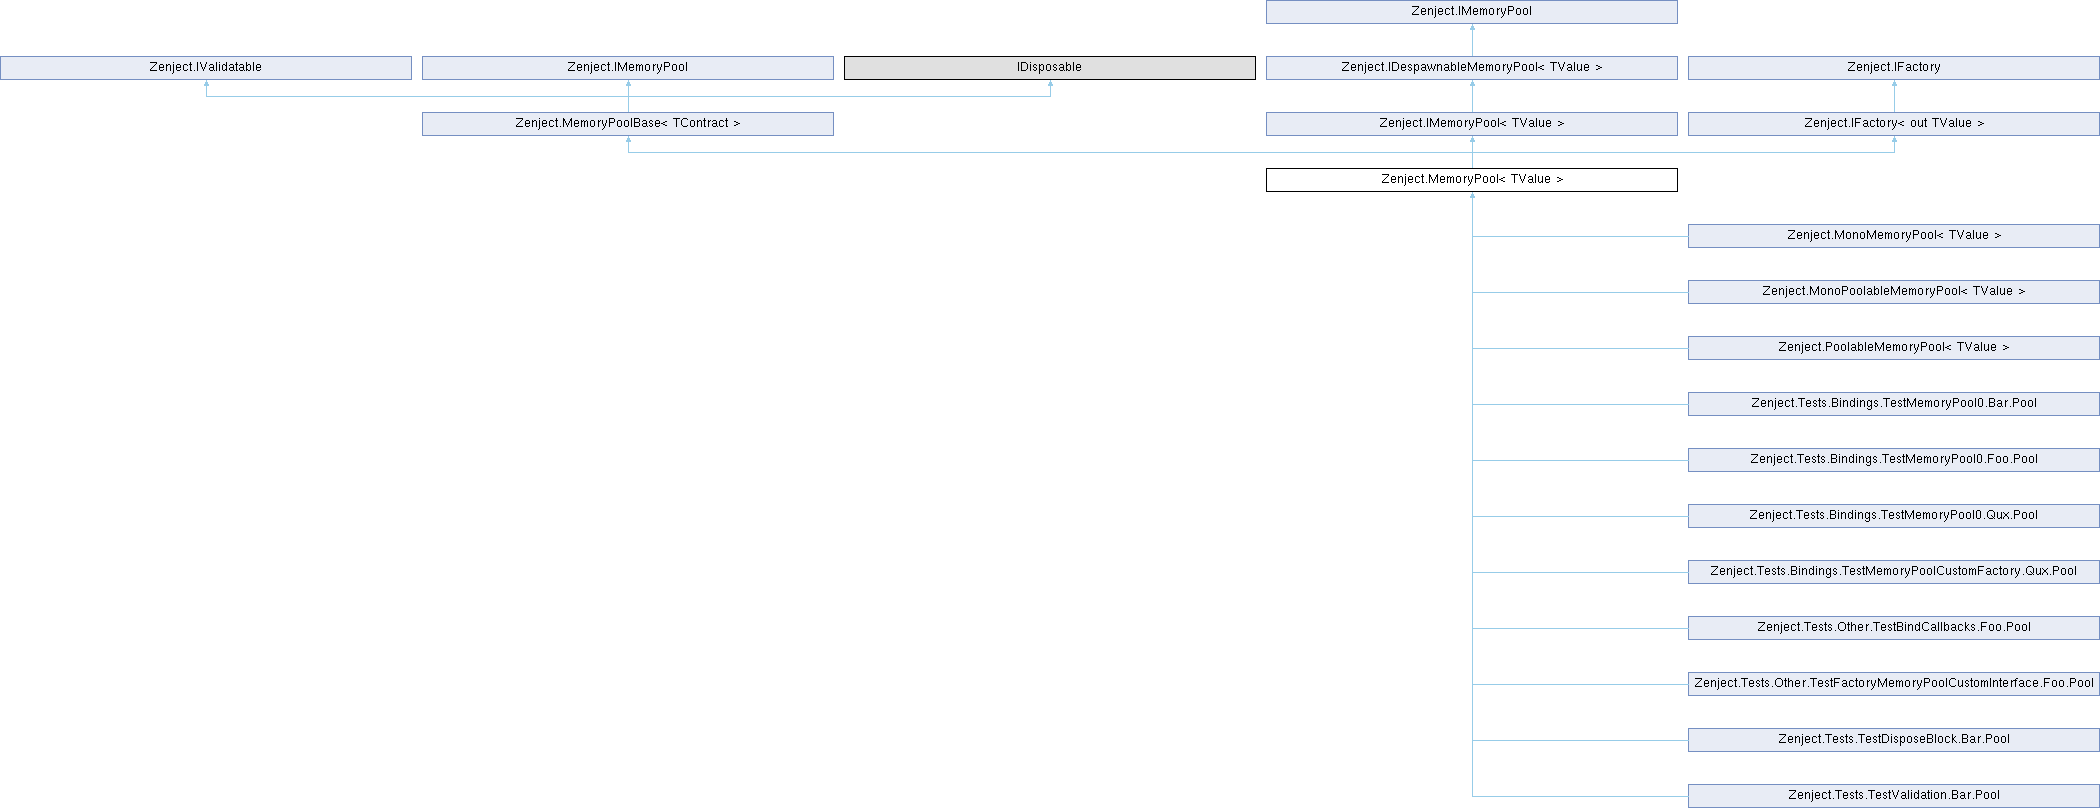 Zenject.IMemoryPool
Zenject.IValidatable
Zenject.IMemoryPool
IDisposable
Zenject.IDespawnableMemoryPool< TValue >
Zenject.IFactory
Zenject.MemoryPoolBase< TContract >
Zenject.IMemoryPool< TValue >
Zenject.IFactory< out TValue >
Zenject.MemoryPool< TValue >
Zenject.MonoMemoryPool< TValue >
Zenject.MonoPoolableMemoryPool< TValue >
Zenject.PoolableMemoryPool< TValue >
Zenject.Tests.Bindings.TestMemoryPool0.Bar.Pool
Zenject.Tests.Bindings.TestMemoryPool0.Foo.Pool
Zenject.Tests.Bindings.TestMemoryPool0.Qux.Pool
Zenject.Tests.Bindings.TestMemoryPoolCustomFactory.Qux.Pool
Zenject.Tests.Other.TestBindCallbacks.Foo.Pool
Zenject.Tests.Other.TestFactoryMemoryPoolCustomInterface.Foo.Pool
Zenject.Tests.TestDisposeBlock.Bar.Pool
Zenject.Tests.TestValidation.Bar.Pool